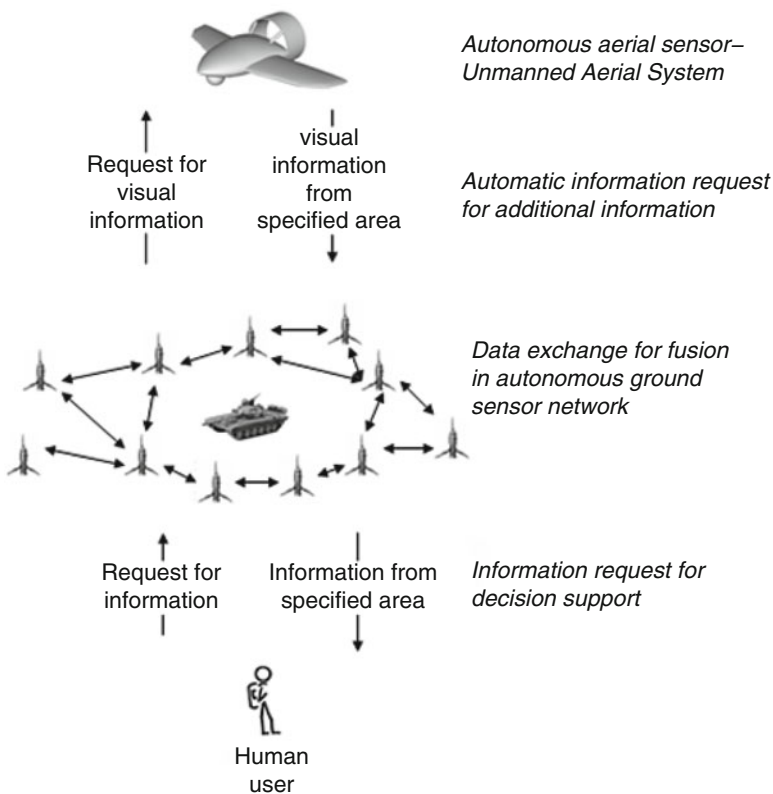 Autonomous aerial sensor–
Unmanned Aerial System
Request for
visual
information
visual
information
from
specified area
Automatic information request
for additional information
Data exchange for fusion
in autonomous ground
sensor network
Request for
information
Information from
specified area
Information request for
decision support
Human
user